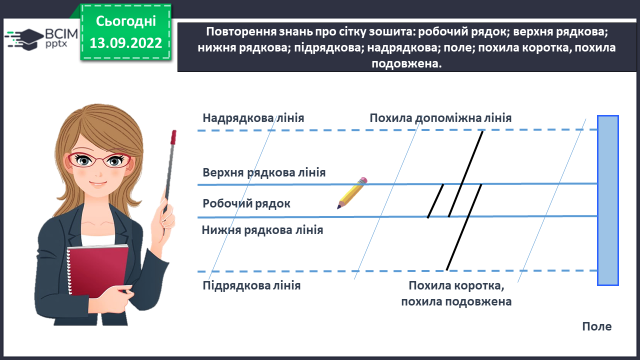 Сьогодні
13.09.2022
BCIM
pptx
Повторення знань про сітку зошита: робочий рядок; верхня рядкова;
нижня рядкова; підрядкова; надрядкова; поле; похила коротка, похила
подовжена.
Надрядкова лінія
Похила допоміжна лінія
Верхня рядкова лінія
Робочий рядок
Нижня рядкова лінія
Підрядкова лінія
Похила коротка,
похила подовжена
Поле